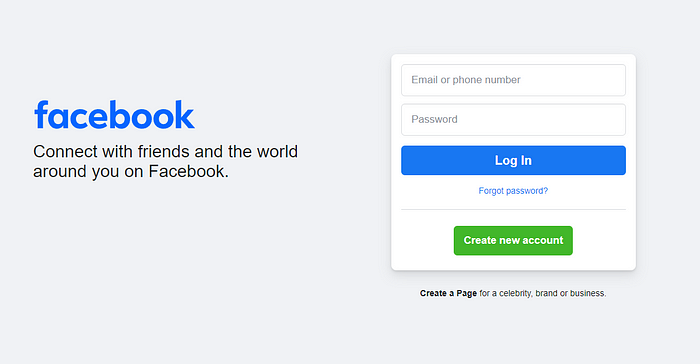 facebook
Connect with friends and the world
around you on Facebook.
Email or phone number
Password
Log In
Forgot password?
Create new account
Create a Page for a celebrity, brand or business.